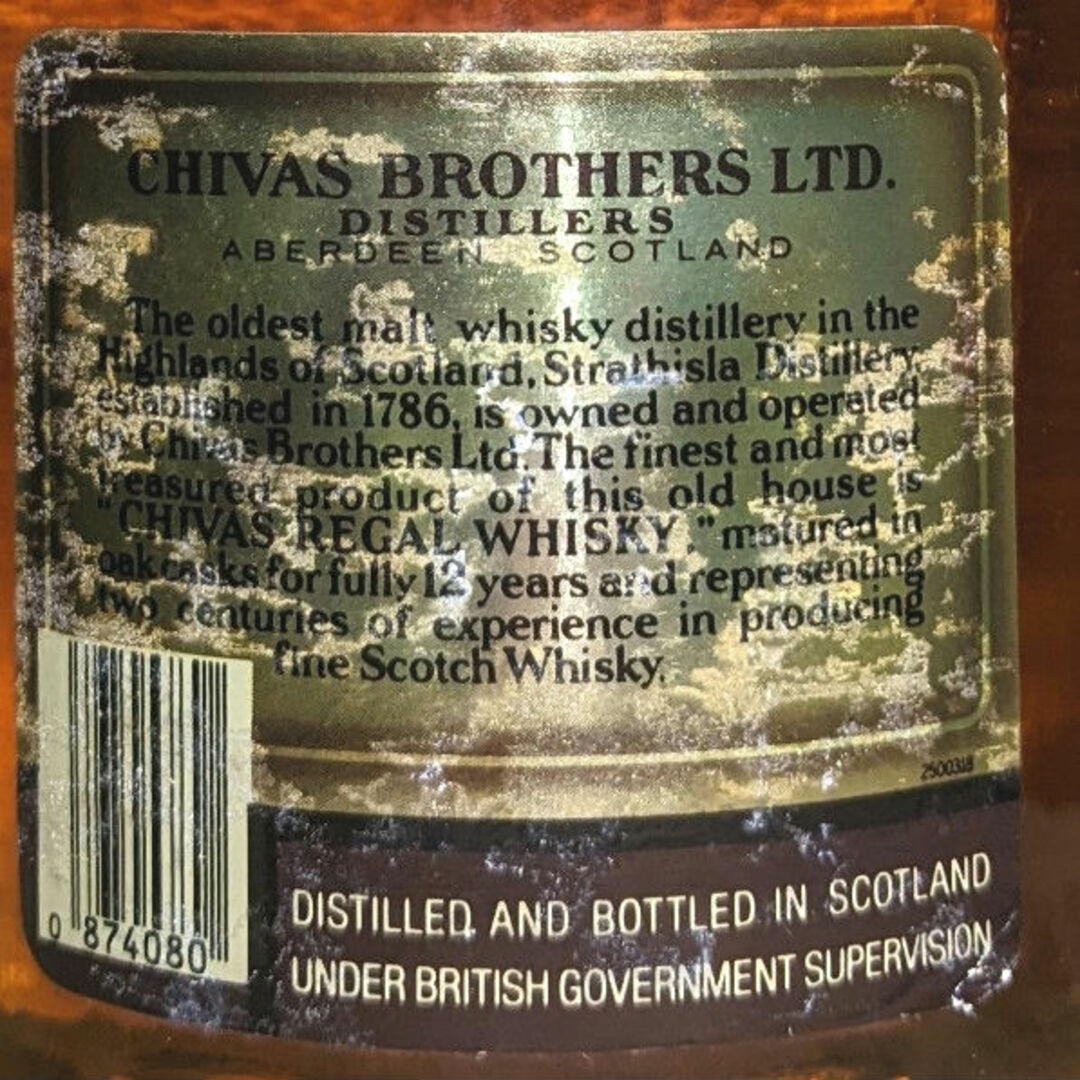 CHIVAS BROTHERS LTD.
DISTILLERS
ABERDEEN SCOTLAND
The oldest malt whisky distillery in the
Highlands of Scotland, Strathisla Distillery,
established in 1786, is owned and operated
by Chivas Brothers Ltd. The finest and most
treasured product of this old house is
"CHIVAS REGAL WHISKY," matured in
oak casks for fully 12 years and representing
two centuries of experience in producing
fine Scotch Whisky.
2500318
0 874080
DISTILLED AND BOTTLED IN SCOTLAND
UNDER BRITISH GOVERNMENT SUPERVISION